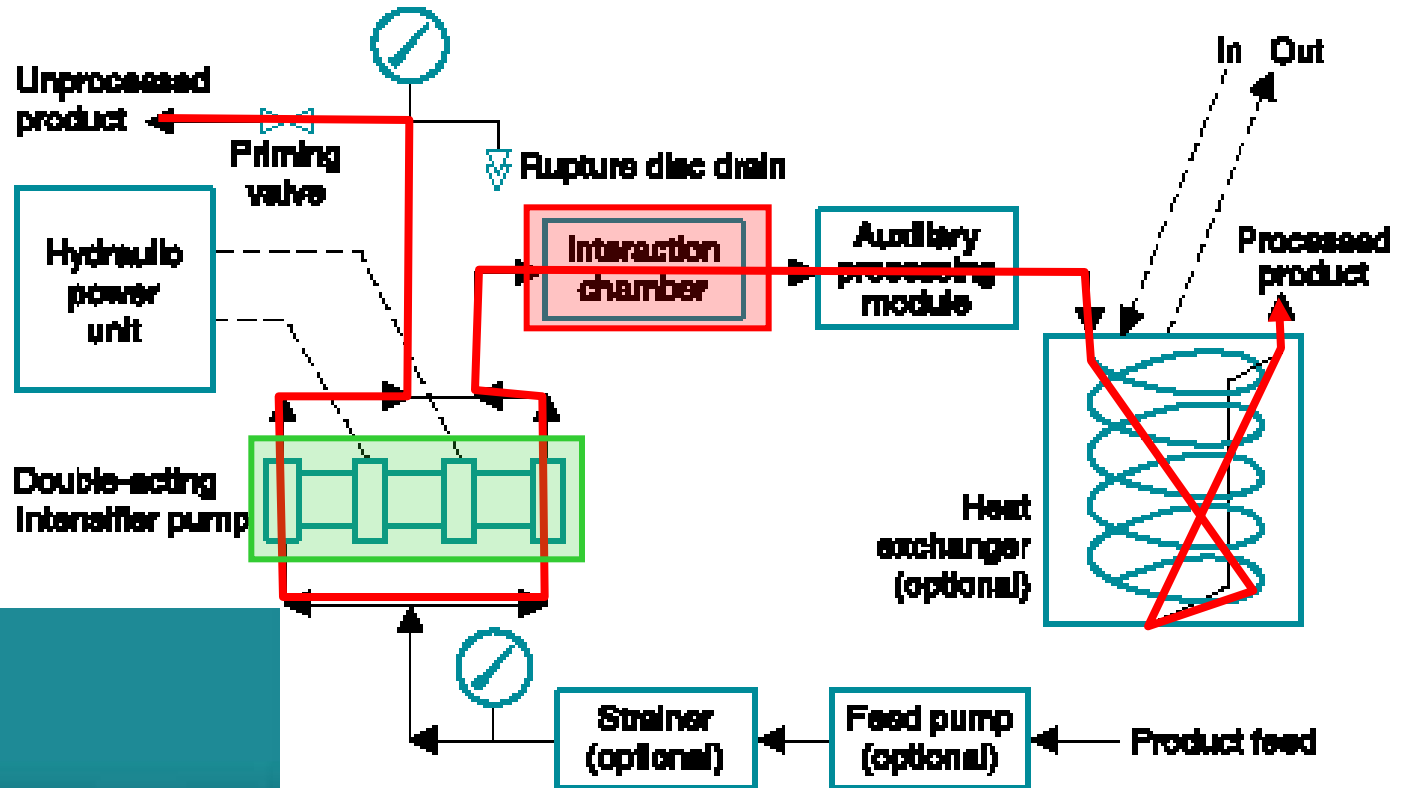 In Out
Unprocessed
product
Priming
valve
Rupture disc drain
Hydraulic
power
unit
Interaction
chamber
Auxiliary
processing
module
Processed
product
Double-acting
intensifier pump
Heat
exchanger
(optional)
Strainer
(optional)
Feed pump
(optional)
Product feed